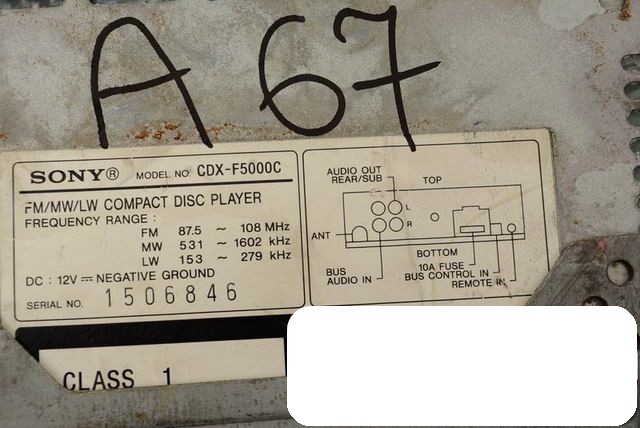 A 67
SONY® MODEL NO. CDX-F5000C
FM/MW/LW COMPACT DISC PLAYER
FREQUENCY RANGE :
FM 87.5 ~ 108 MHz
MW 531 ~ 1602 kHz
LW 153 ~ 279 kHz
DC : 12V ⎓ NEGATIVE GROUND
SERIAL NO. 1506846
AUDIO OUT
REAR/SUB
TOP
L
R
ANT
BOTTOM
BUS
AUDIO IN
10A FUSE
BUS CONTROL IN
REMOTE IN
CLASS 1